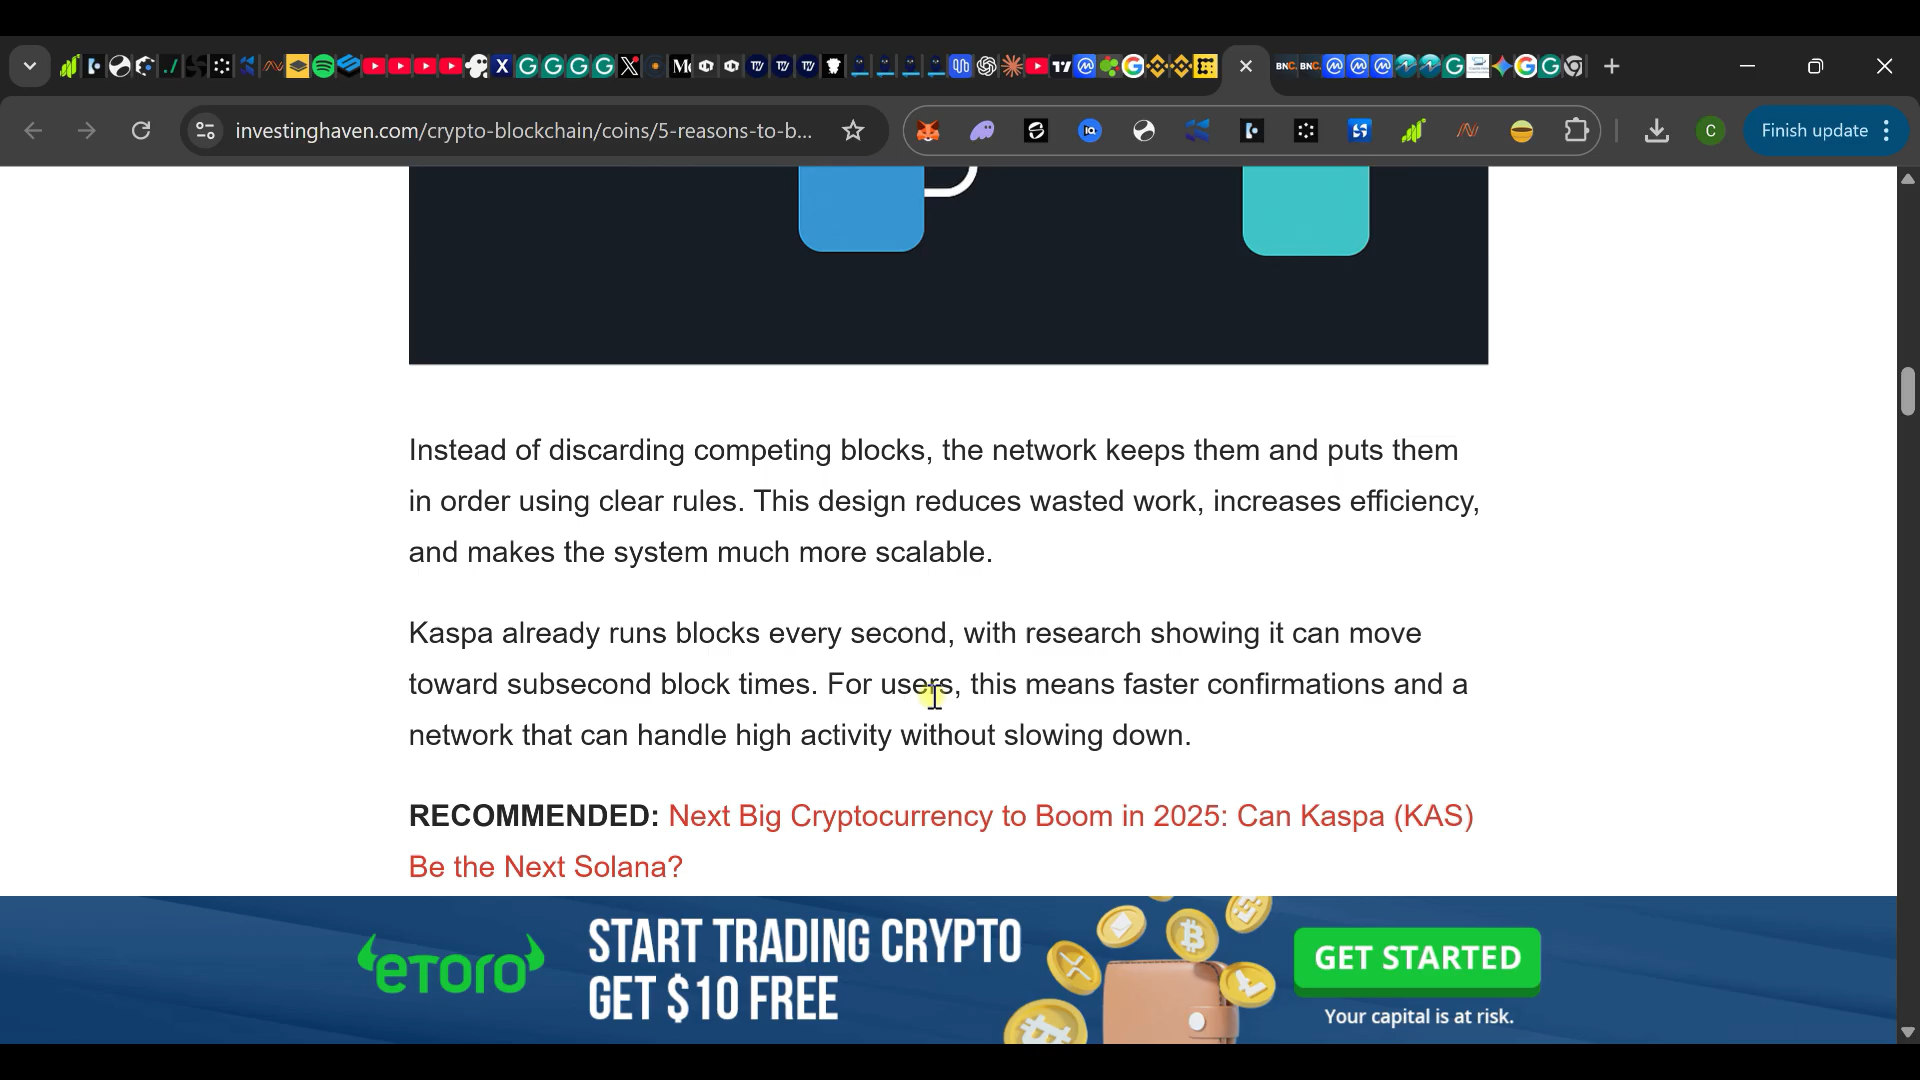 investinghaven.com/crypto-blockchain/coins/5-reasons-to-b...
C
Finish update
Instead of discarding competing blocks, the network keeps them and puts them
in order using clear rules. This design reduces wasted work, increases efficiency,
and makes the system much more scalable.
Kaspa already runs blocks every second, with research showing it can move
toward subsecond block times. For users, this means faster confirmations and a
network that can handle high activity without slowing down.
RECOMMENDED: Next Big Cryptocurrency to Boom in 2025: Can Kaspa (KAS)
Be the Next Solana?
eToro
START TRADING CRYPTO
GET $10 FREE
GET STARTED
Your capital is at risk.